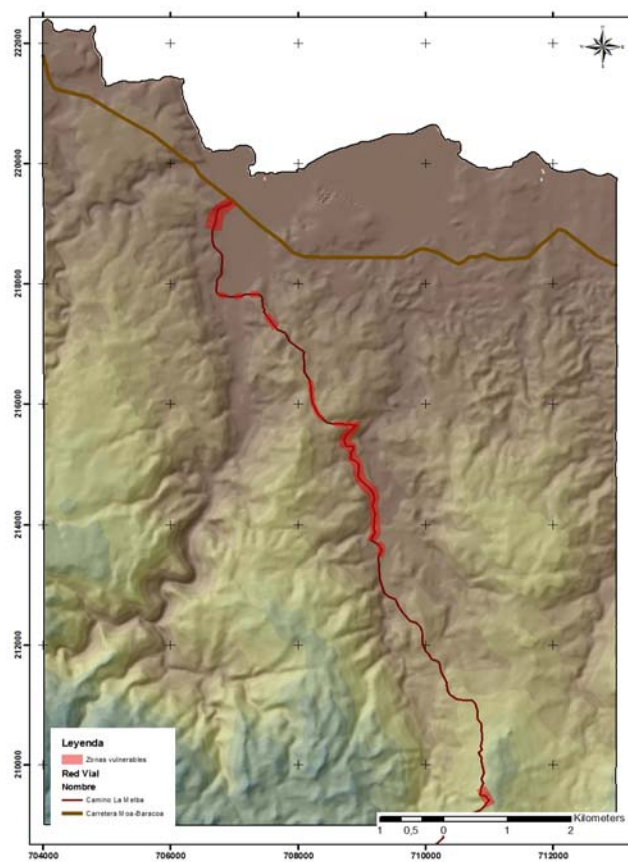 222000
220000
218000
216000
214000
212000
210000
Leyenda
Zonas vulnerables
Red Vial
Nombre
Camino La Melba
Carretera Moa-Baracoa
1 0,5 0 1 2 Kilometers
704000 706000 708000 710000 712000